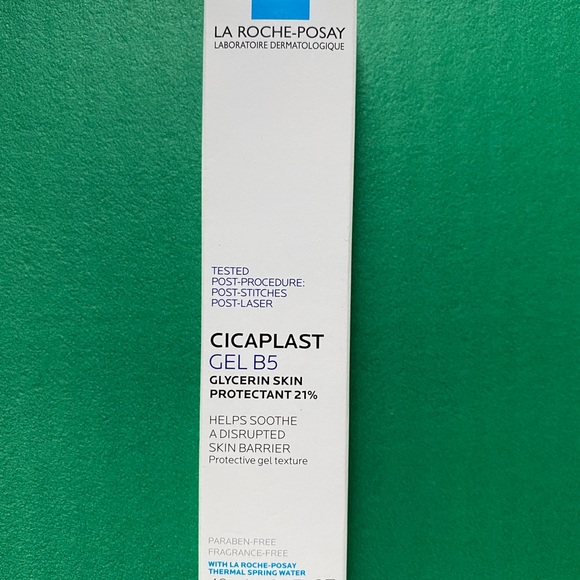 LA ROCHE-POSAY
LABORATOIRE DERMATOLOGIQUE
TESTED
POST-PROCEDURE:
POST-STITCHES
POST-LASER
CICAPLAST
GEL B5
GLYCERIN SKIN
PROTECTANT 21%
HELPS SOOTHE
A DISRUPTED
SKIN BARRIER
Protective gel texture
PARABEN-FREE
FRAGRANCE-FREE
WITH LA ROCHE-POSAY
THERMAL SPRING WATER